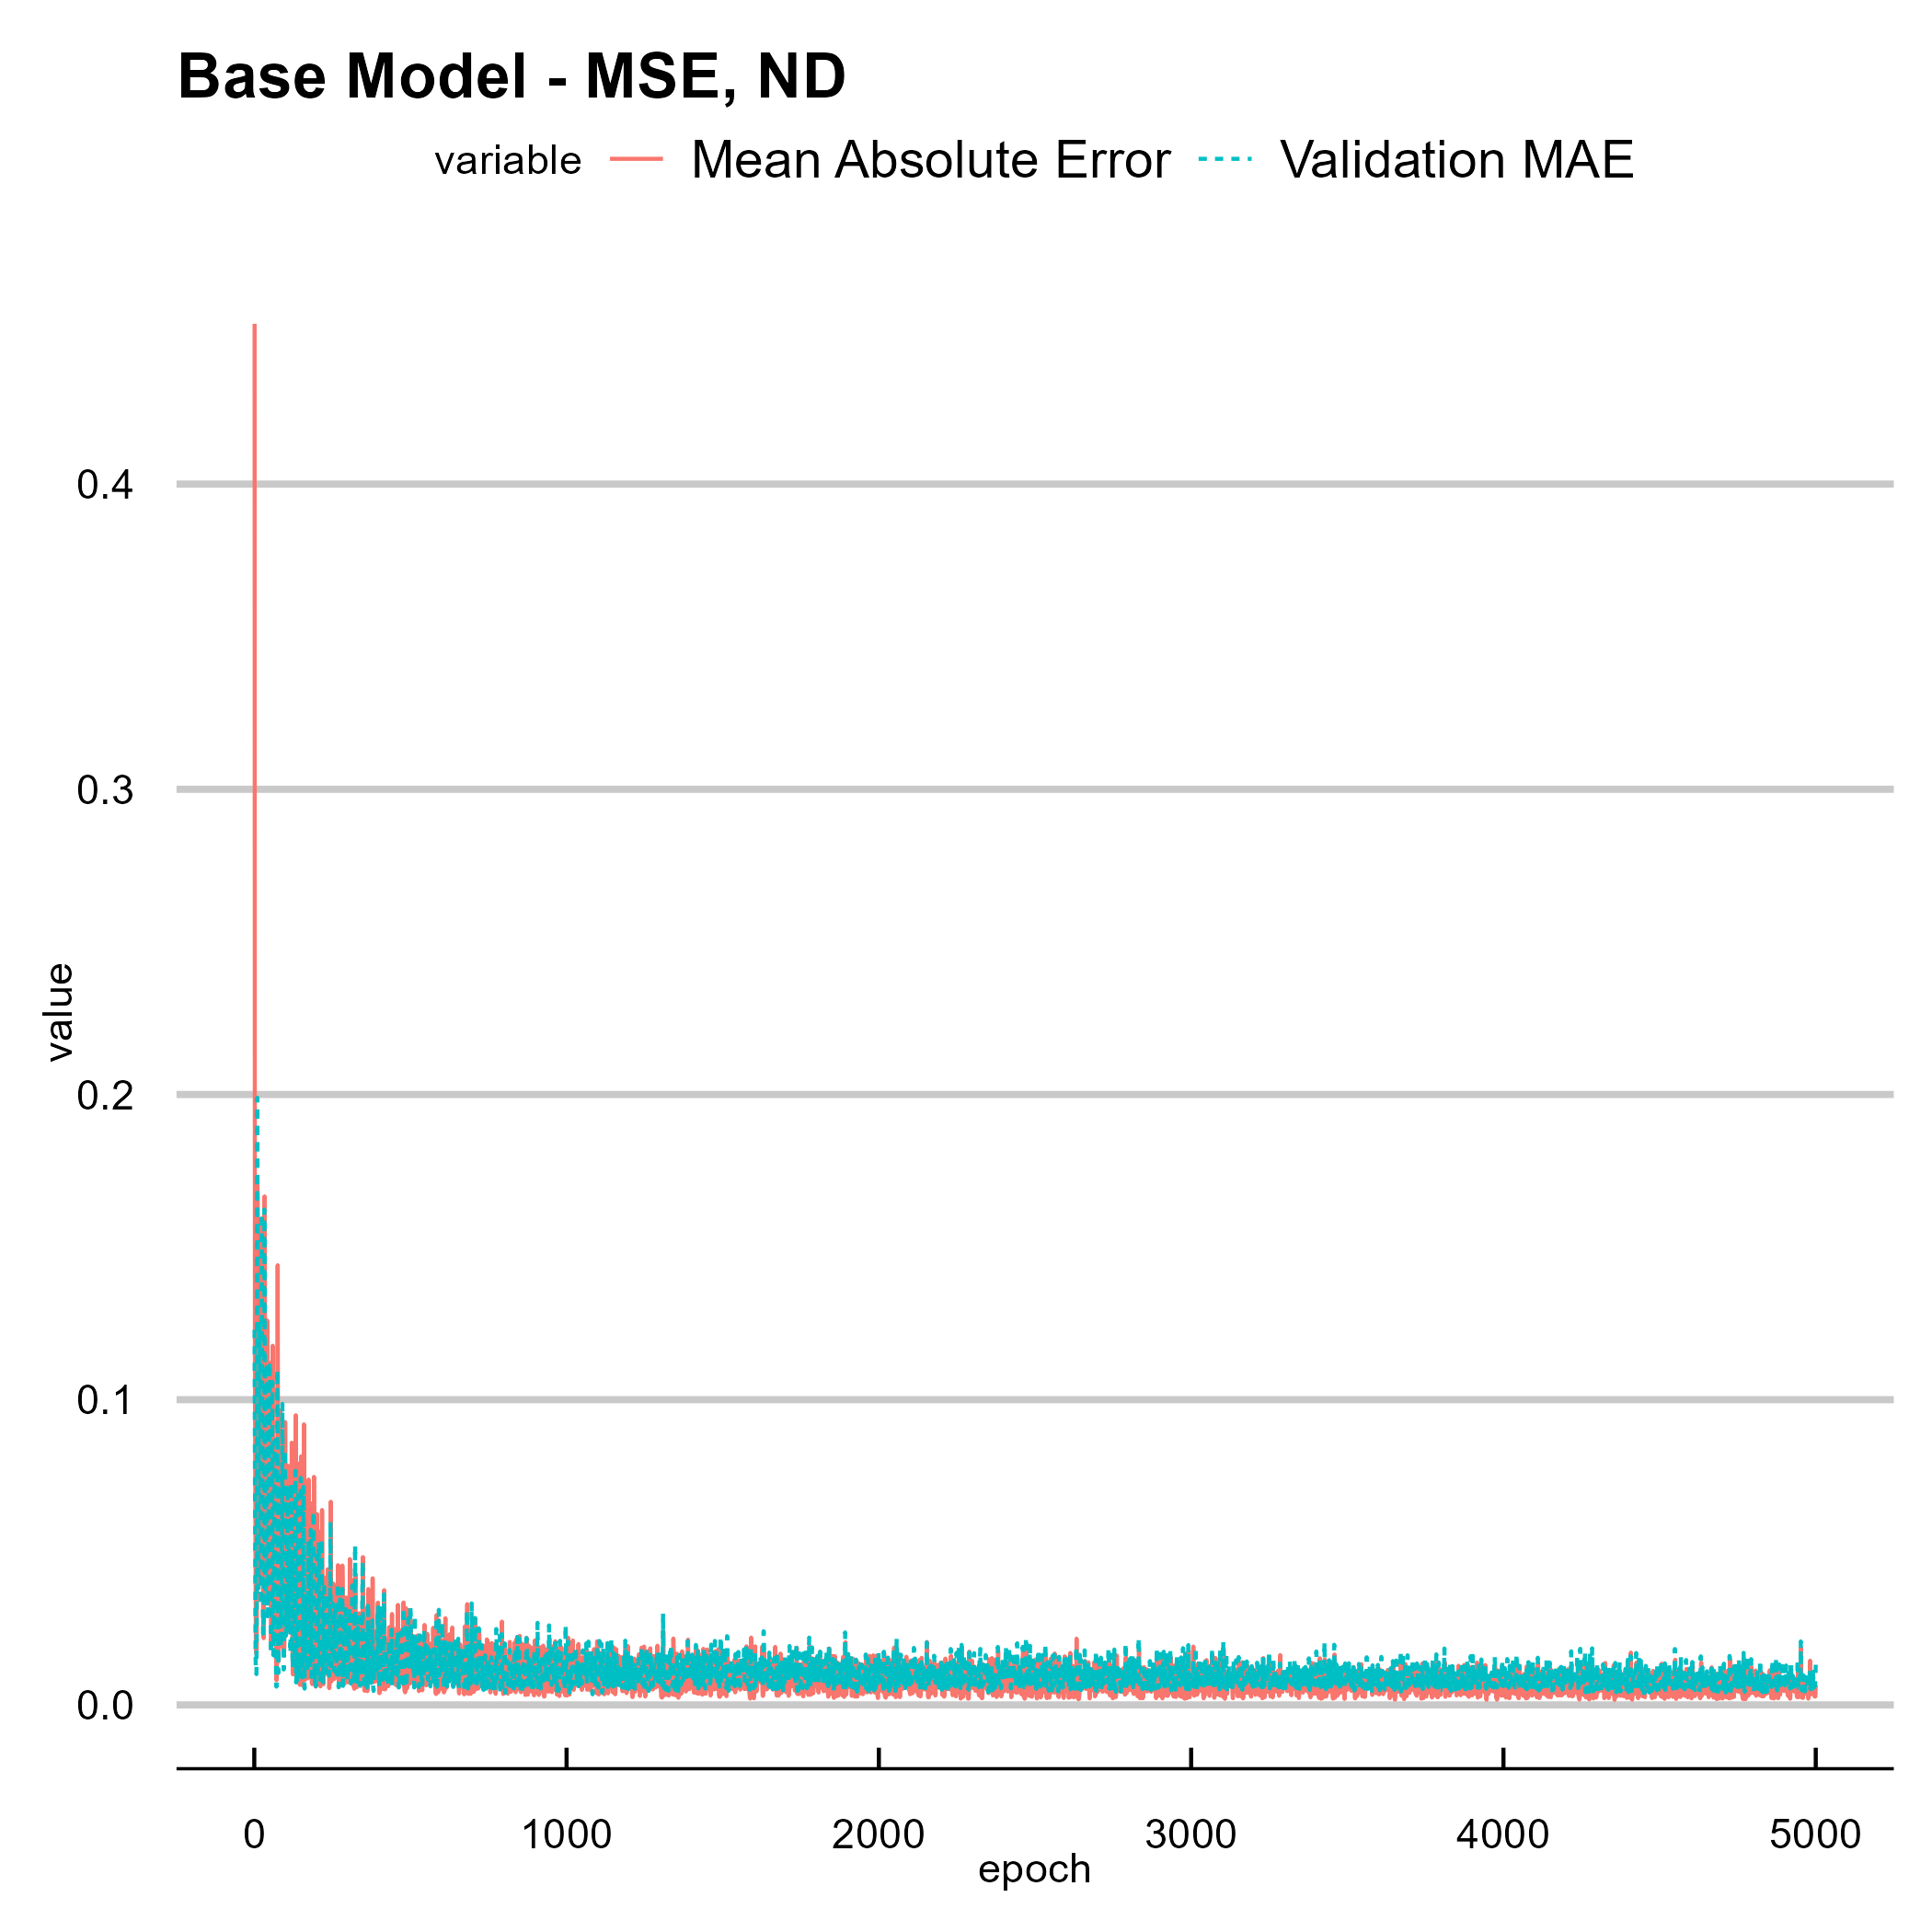 Base Model - MSE, ND
variable Mean Absolute Error Validation MAE
0.4
0.3
0.2
0.1
0.0
value
0 1000 2000 3000 4000 5000
epoch